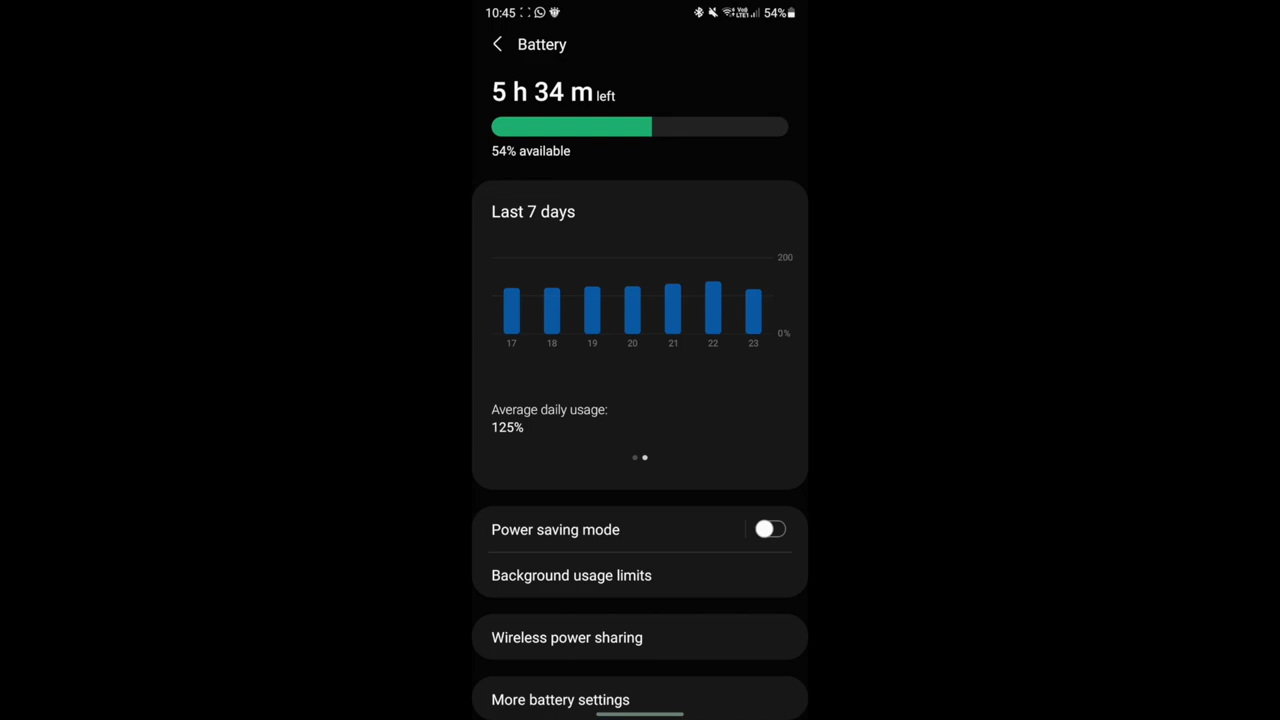 10:45 54%
Battery
5 h 34 m left
54% available
Last 7 days
200
0%
17 18 19 20 21 22 23
Average daily usage:
125%
Power saving mode
Background usage limits
Wireless power sharing
More battery settings